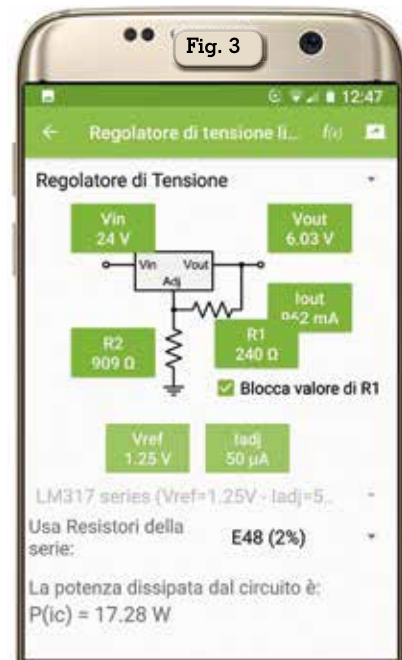 Fig. 3
12:47
Regolatore di tensione li... f(x)
Regolatore di Tensione
Vin
24 V
Vout
6.03 V
Vin Vout
Adj
Iout
962 mA
R1
240 Ω
R2
909 Ω
Blocca valore di R1
Vref
1.25 V
Iadj
50 µA
LM317 series (Vref=1.25V - Iadj=5..
Usa Resistori della
serie:
E48 (2%)
La potenza dissipata dal circuito è:
P(ic) = 17.28 W